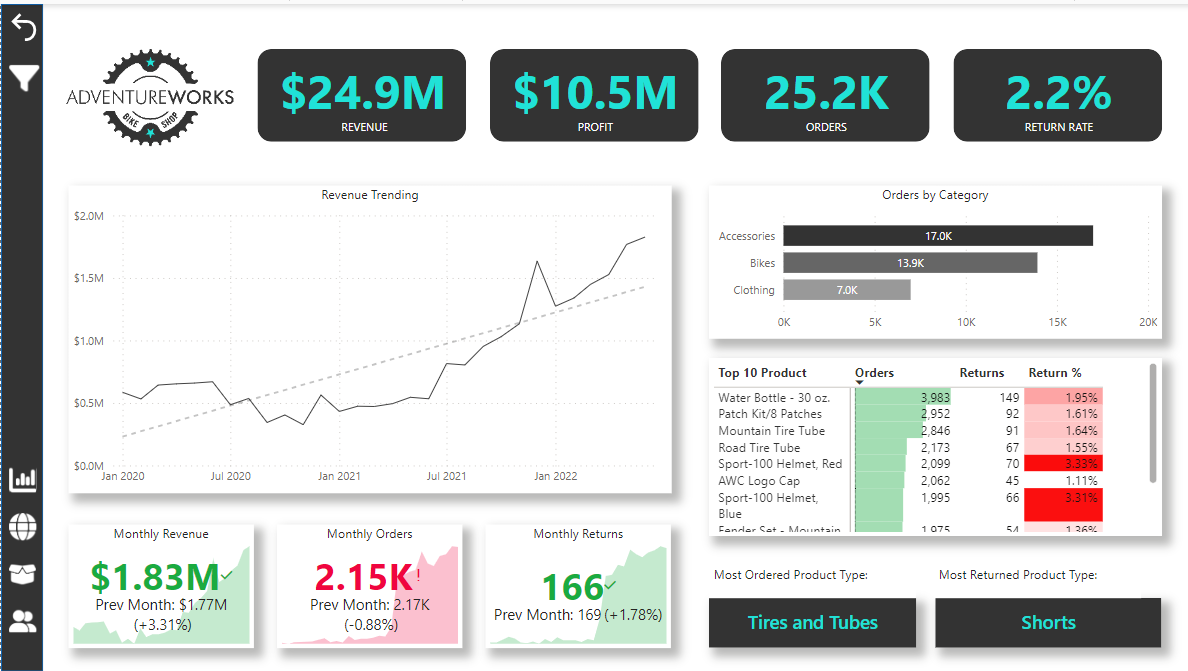 ADVENTUREWORKS
BIKE SHOP
$24.9M
REVENUE
$10.5M
PROFIT
25.2K
ORDERS
2.2%
RETURN RATE
Revenue Trending
$2.0M
$1.5M
$1.0M
$0.5M
$0.0M
Jan 2020 Jul 2020 Jan 2021 Jul 2021 Jan 2022
Orders by Category
Accessories 17.0K
Bikes 13.9K
Clothing 7.0K
0K 5K 10K 15K 20K
Top 10 Product Orders Returns Return %
Water Bottle - 30 oz. 3,983 149 1.95%
Patch Kit/8 Patches 2,952 92 1.61%
Mountain Tire Tube 2,846 91 1.64%
Road Tire Tube 2,173 67 1.55%
Sport-100 Helmet, Red 2,099 70 3.33%
AWC Logo Cap 2,062 45 1.11%
Sport-100 Helmet, 1,995 66 3.31%
Blue
Fender Set - Mountain 1,975 54 1.36%
Monthly Revenue
$1.83M
Prev Month: $1.77M
(+3.31%)
Monthly Orders
2.15K!
Prev Month: 2.17K
(-0.88%)
Monthly Returns
166
Prev Month: 169 (+1.78%)
Most Ordered Product Type:
Tires and Tubes
Most Returned Product Type:
Shorts